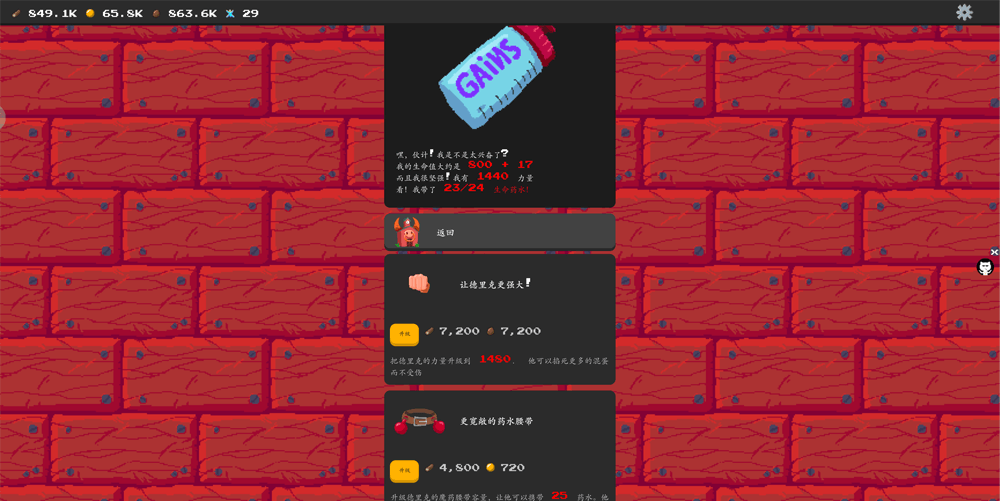 849.1K 65.8K 863.6K 29
GAiNS
嘿，伙计！我是不是太兴奋了？
我的生命值大约是 800 + 17
而且我很坚强！我有 1440 力量
看！我带了 23/24 生命药水！
返回
让德里克更强大！
升级 7,200 7,200
把德里克的力量升级到 1480。 他可以掐死更多的混蛋
而不受伤
更宽敞的药水腰带
升级 4,800 720
升级德里克的魔药腰带容量，让他可以携带 25 药水。他